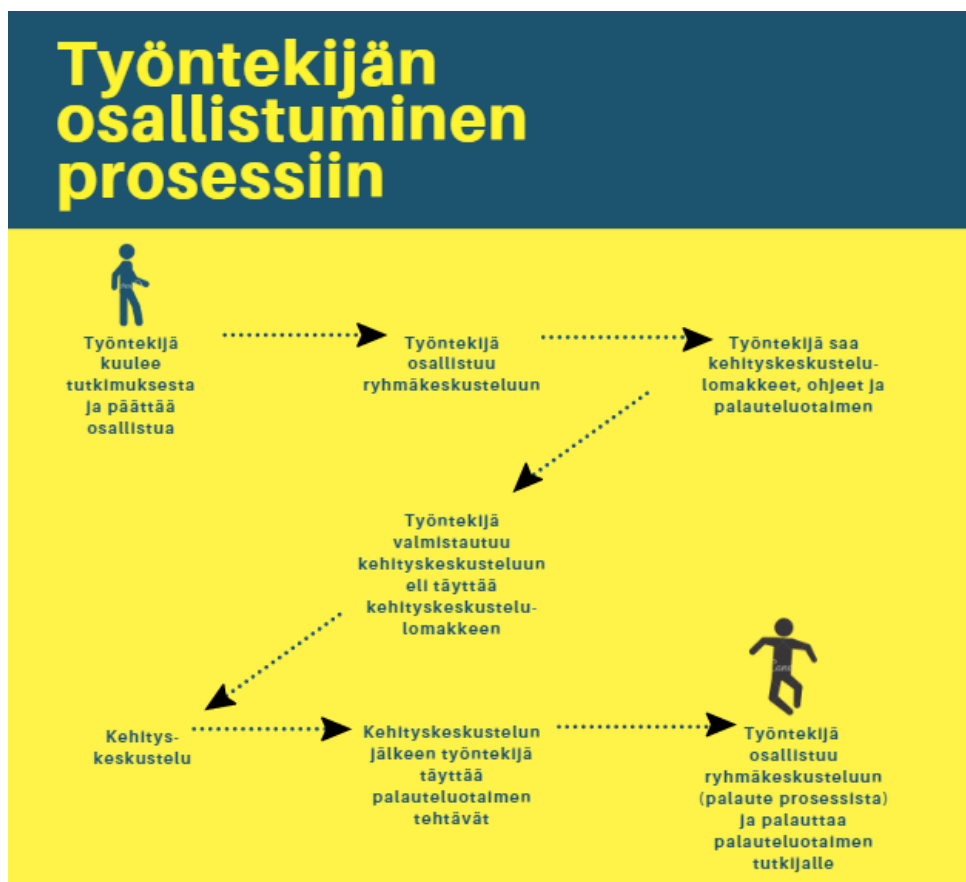 Työntekijän
osallistuminen
prosessiin
Työntekijä
kuulee
tutkimuksesta
ja päättää
osallistua
Työntekijä
osallistuu
ryhmäkeskusteluun
Työntekijä saa
kehityskeskustelu-
lomakkeet, ohjeet ja
palauteluotaimen
Työntekijä
valmistautuu
kehityskeskusteluun
eli täyttää
kehityskeskustelu-
lomakkeen
Kehitys-
keskustelu
Kehityskeskustelun
jälkeen työntekijä
täyttää
palauteluotaimen
tehtävät
Työntekijä
osallistuu
ryhmäkeskusteluun
(palaute prosessista)
ja palauttaa
palauteluotaimen
tutkijalle